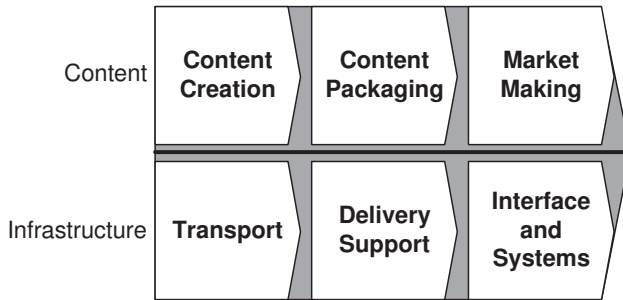 Content
Content
Creation
Content
Packaging
Market
Making
Infrastructure
Transport
Delivery
Support
Interface
and
Systems